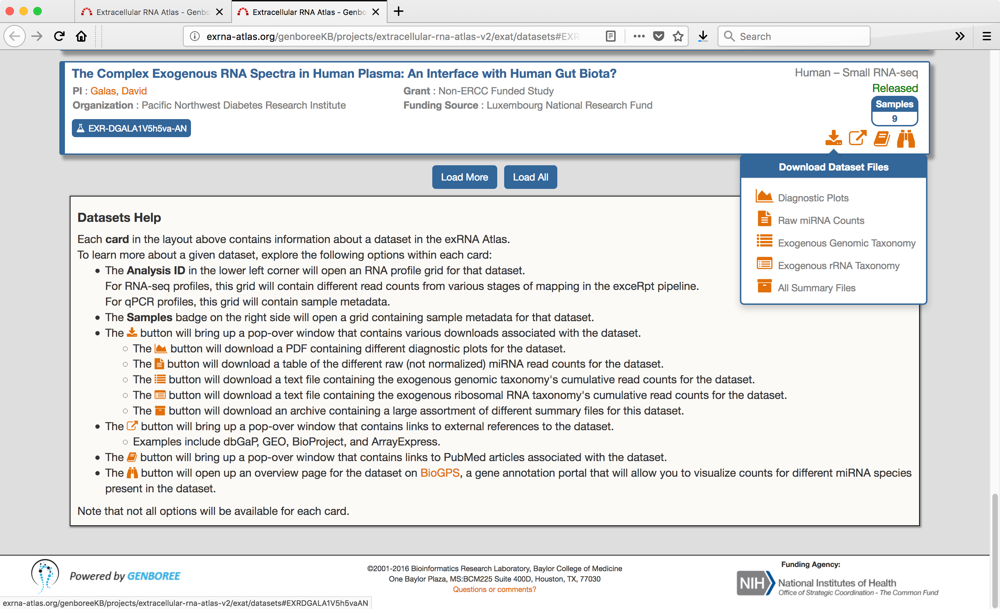 Extracellular RNA Atlas - Genbo
Extracellular RNA Atlas - Genbo
exrna-atlas.org/genboreeKB/projects/extracellular-rna-atlas-v2/exat/datasets#EXR
Search
The Complex Exogenous RNA Spectra in Human Plasma: An Interface with Human Gut Biota?
Human – Small RNA-seq
PI : Galas, David
Grant : Non-ERCC Funded Study
Released
Organization : Pacific Northwest Diabetes Research Institute
Funding Source : Luxembourg National Research Fund
Samples
9
EXR-DGALA1V5h5va-AN
Download Dataset Files
Diagnostic Plots
Raw miRNA Counts
Exogenous Genomic Taxonomy
Exogenous rRNA Taxonomy
All Summary Files
Load More
Load All
Datasets Help
Each card in the layout above contains information about a dataset in the exRNA Atlas.
To learn more about a given dataset, explore the following options within each card:
The Analysis ID in the lower left corner will open an RNA profile grid for that dataset.
For RNA-seq profiles, this grid will contain different read counts from various stages of mapping in the exceRpt pipeline.
For qPCR profiles, this grid will contain sample metadata.
The Samples badge on the right side will open a grid containing sample metadata for that dataset.
The button will bring up a pop-over window that contains various downloads associated with the dataset.
The button will download a PDF containing different diagnostic plots for the dataset.
The button will download a table of the different raw (not normalized) miRNA read counts for the dataset.
The button will download a text file containing the exogenous genomic taxonomy's cumulative read counts for the dataset.
The button will download a text file containing the exogenous ribosomal RNA taxonomy's cumulative read counts for the dataset.
The button will download an archive containing a large assortment of different summary files for this dataset.
The button will bring up a pop-over window that contains links to external references to the dataset.
Examples include dbGaP, GEO, BioProject, and ArrayExpress.
The button will bring up a pop-over window that contains links to PubMed articles associated with the dataset.
The button will open up an overview page for the dataset on BioGPS, a gene annotation portal that will allow you to visualize counts for different miRNA species
present in the dataset.
Note that not all options will be available for each card.
Powered by GENBOREE
©2001-2016 Bioinformatics Research Laboratory, Baylor College of Medicine
One Baylor Plaza, MS:BCM225 Suite 400D, Houston, TX, 77030
Questions or comments?
Funding Agency:
NIH
National Institutes of Health
Office of Strategic Coordination - The Common Fund
exrna-atlas.org/genboreeKB/projects/extracellular-rna-atlas-v2/exat/datasets#EXRDGALA1V5h5vaAN